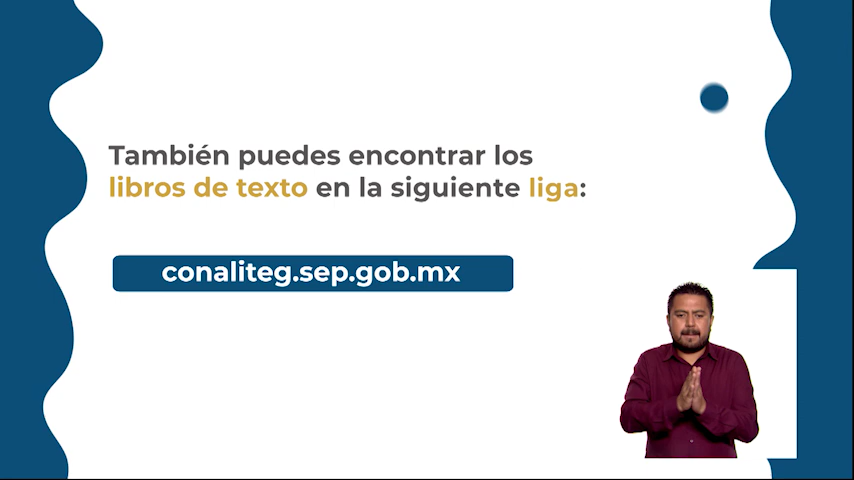 También puedes encontrar los
libros de texto en la siguiente liga:
conaliteg.sep.gob.mx